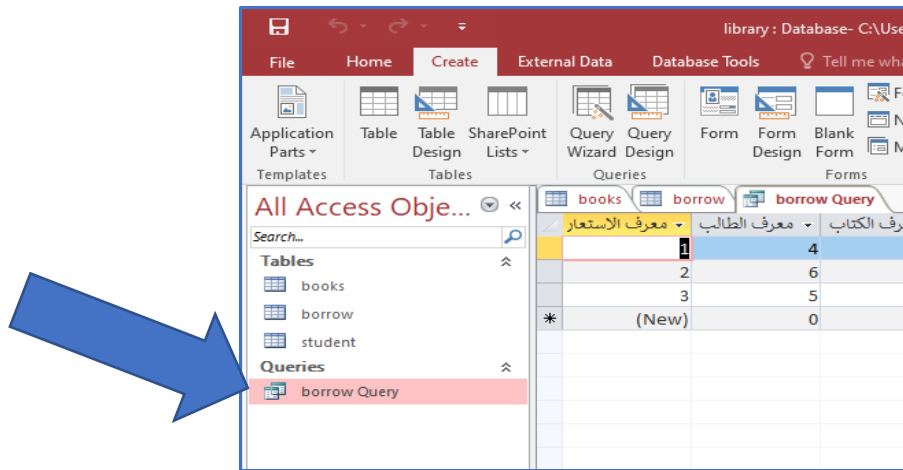 library : Database- C:\Use
File Home Create External Data Database Tools Tell me wha
Application Parts Table Table Design SharePoint Lists Query Wizard Query Design Form Form Design Blank Form
Templates Tables Queries Forms
All Access Obje... «
Search...
Tables
books
borrow
student
Queries
borrow Query
books borrow borrow Query
معرف الاستعار معرف الطالب رف الكتاب
1 4
2 6
3 5
* (New) 0